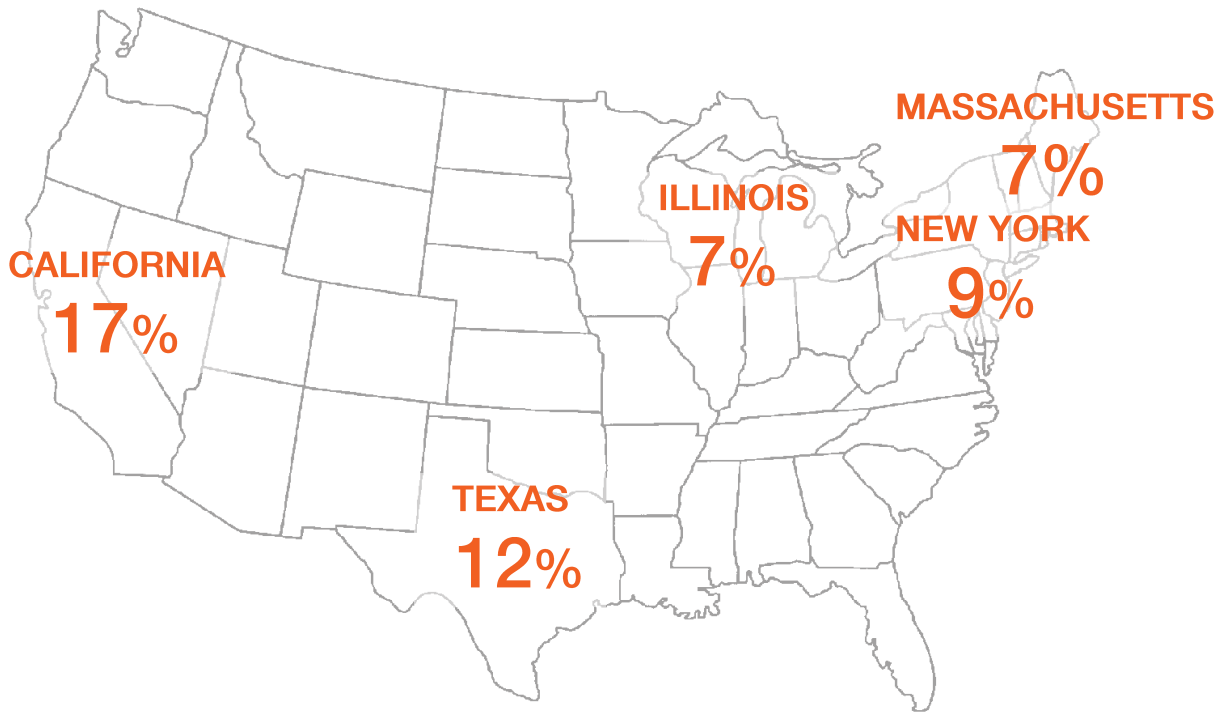 MASSACHUSETTS
7%
ILLINOIS
7%
NEW YORK
9%
CALIFORNIA
17%
TEXAS
12%